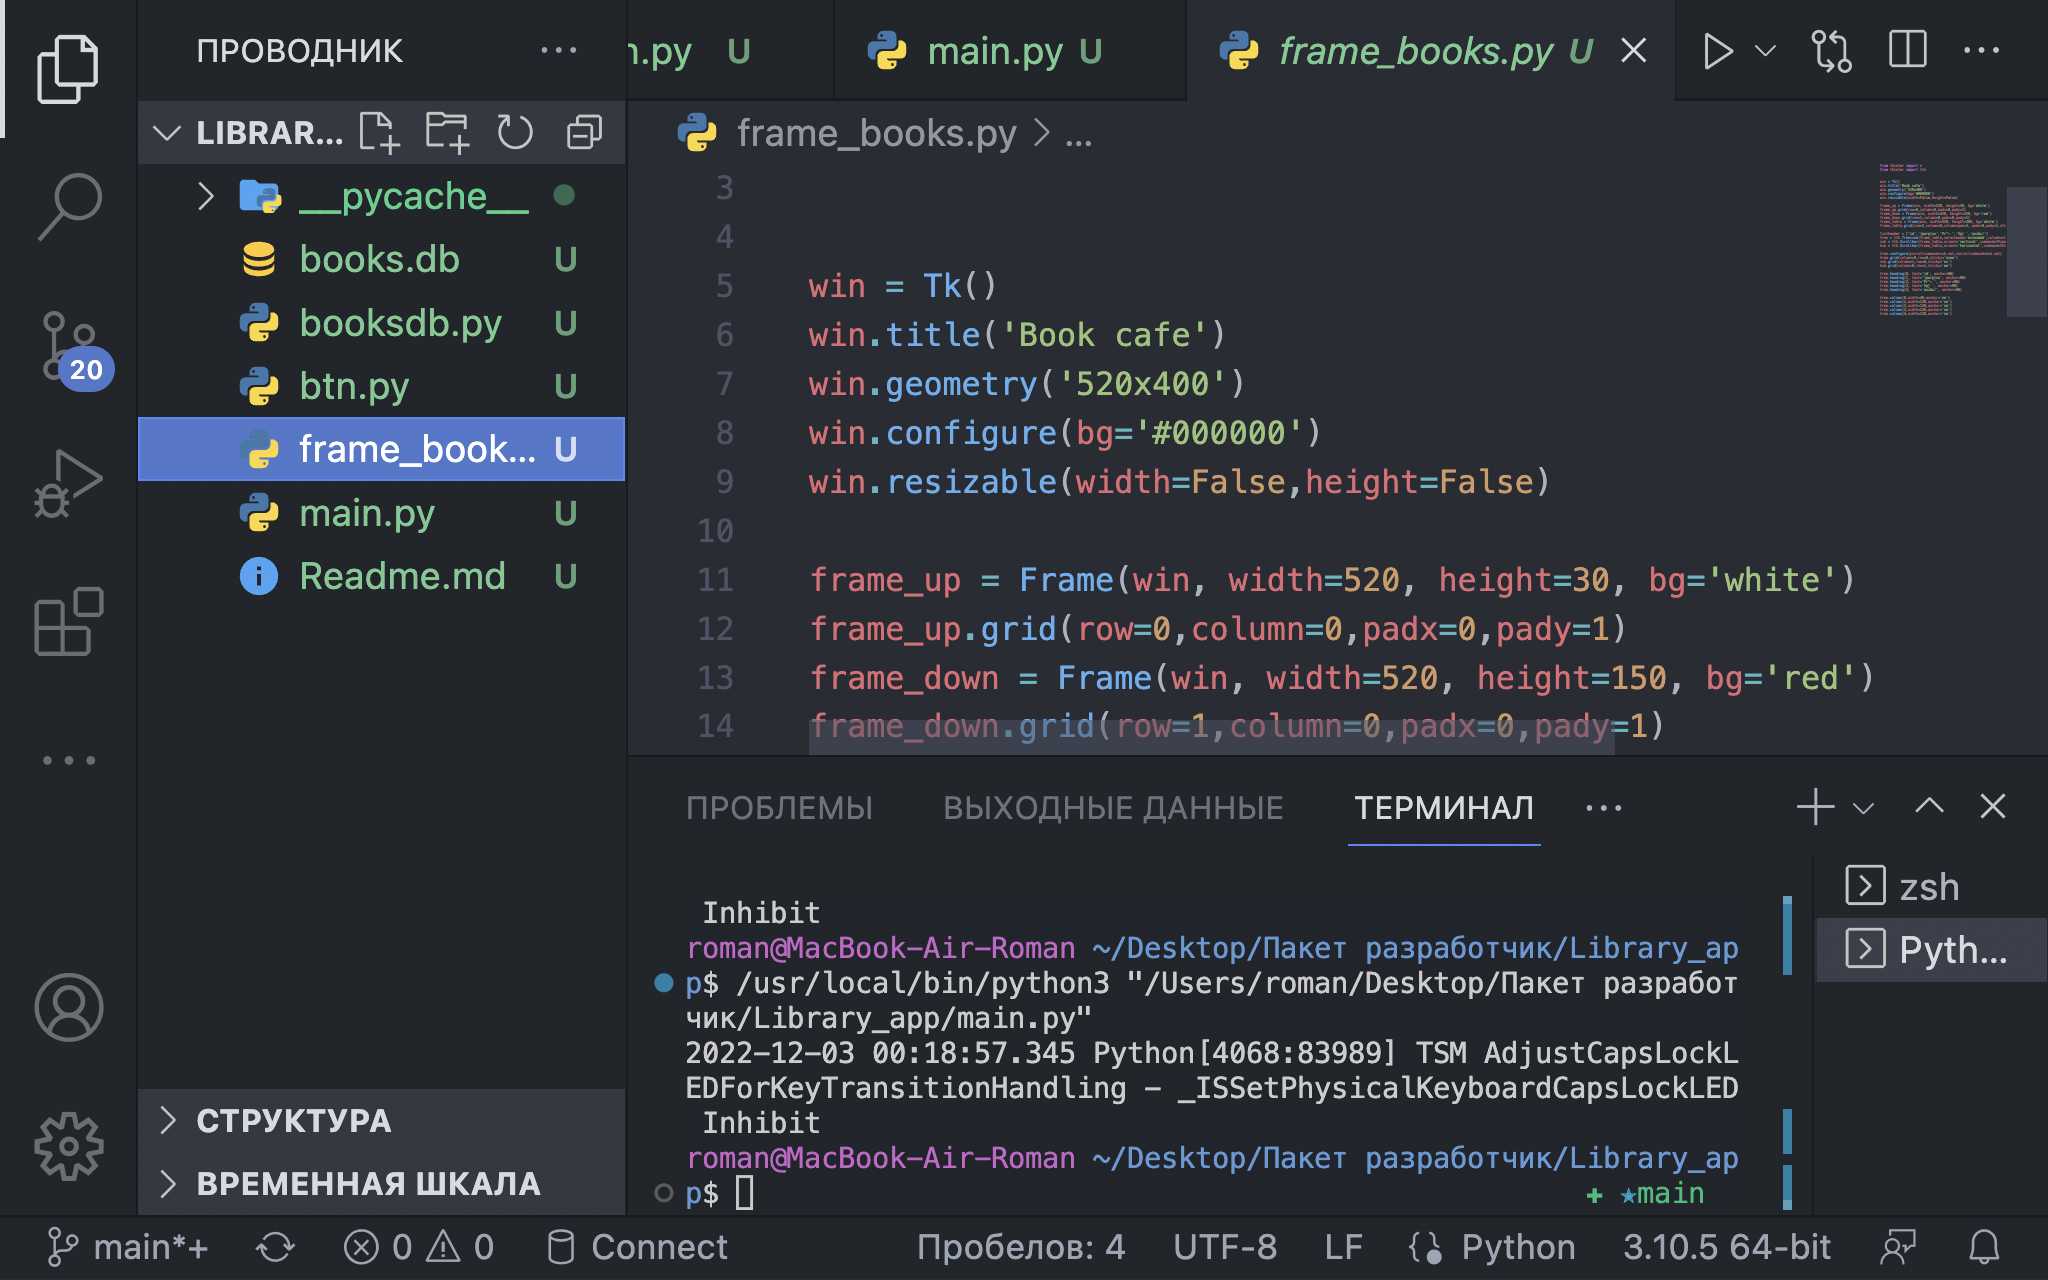 ПРОВОДНИК
LIBRAR...
__pycache__
books.db U
booksdb.py U
btn.py U
frame_book... U
main.py U
Readme.md U
СТРУКТУРА
ВРЕМЕННАЯ ШКАЛА
20
.py U
main.py U
frame_books.py U
frame_books.py > ...
3
4
5 win = Tk()
6 win.title('Book cafe')
7 win.geometry('520x400')
8 win.configure(bg='#000000')
9 win.resizable(width=False,height=False)
10
11 frame_up = Frame(win, width=520, height=30, bg='white')
12 frame_up.grid(row=0,column=0,padx=0,pady=1)
13 frame_down = Frame(win, width=520, height=150, bg='red')
14 frame_down.grid(row=1,column=0,padx=0,pady=1)
ПРОБЛЕМЫ ВЫХОДНЫЕ ДАННЫЕ ТЕРМИНАЛ
Inhibit
roman@MacBook-Air-Roman ~/Desktop/Пакет разработчик/Library_ap
p$ /usr/local/bin/python3 "/Users/roman/Desktop/Пакет разработ
чик/Library_app/main.py"
2022-12-03 00:18:57.345 Python[4068:83989] TSM AdjustCapsLockL
EDForKeyTransitionHandling - _ISSetPhysicalKeyboardCapsLockLED
Inhibit
roman@MacBook-Air-Roman ~/Desktop/Пакет разработчик/Library_ap
p$ + ★main
zsh
Pyth...
main*+ 0 0 Connect Пробелов: 4 UTF-8 LF Python 3.10.5 64-bit